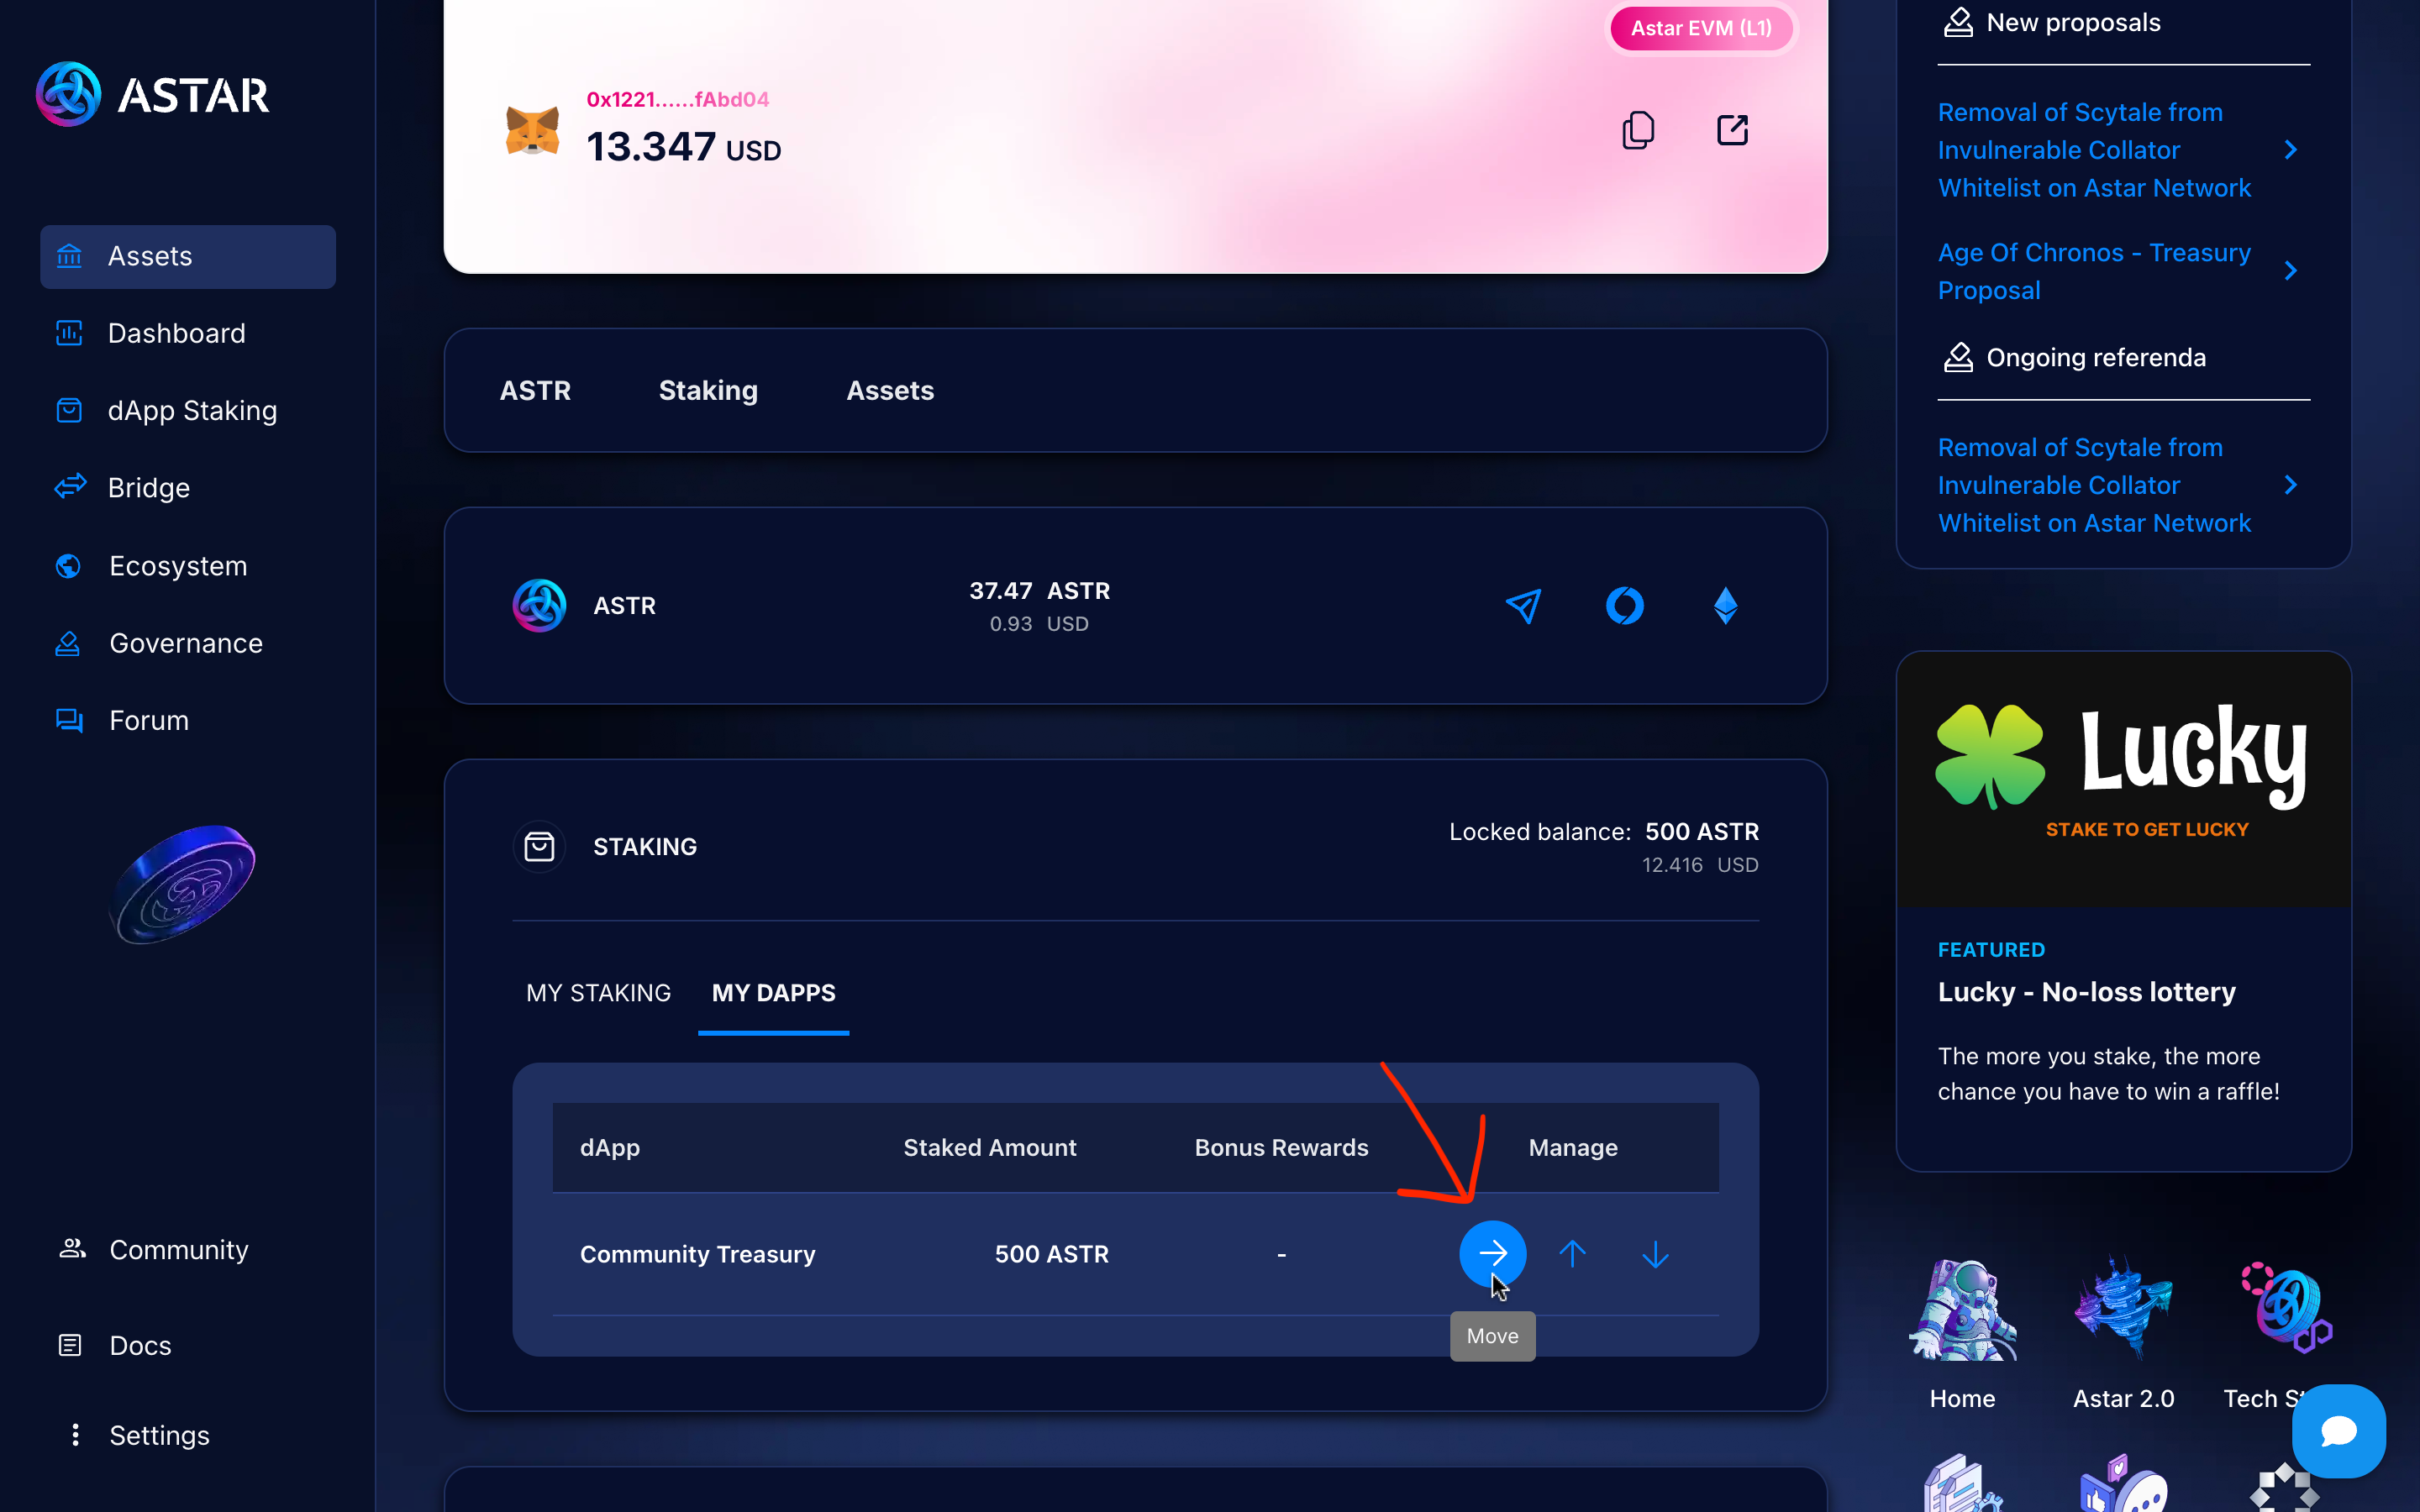 ASTAR
Assets
Dashboard
dApp Staking
Bridge
Ecosystem
Governance
Forum
Community
Docs
Settings
Astar EVM (L1)
0x1221......fAbd04
13.347 USD
ASTR
Staking
Assets
ASTR
37.47 ASTR
0.93 USD
STAKING
Locked balance: 500 ASTR
12.416 USD
MY STAKING
MY DAPPS
dApp
Staked Amount
Bonus Rewards
Manage
Community Treasury
500 ASTR
-
Move
New proposals
Removal of Scytale from
Invulnerable Collator
Whitelist on Astar Network
Age Of Chronos - Treasury
Proposal
Ongoing referenda
Removal of Scytale from
Invulnerable Collator
Whitelist on Astar Network
Lucky
STAKE TO GET LUCKY
FEATURED
Lucky - No-loss lottery
The more you stake, the more
chance you have to win a raffle!
Home
Astar 2.0
Tech